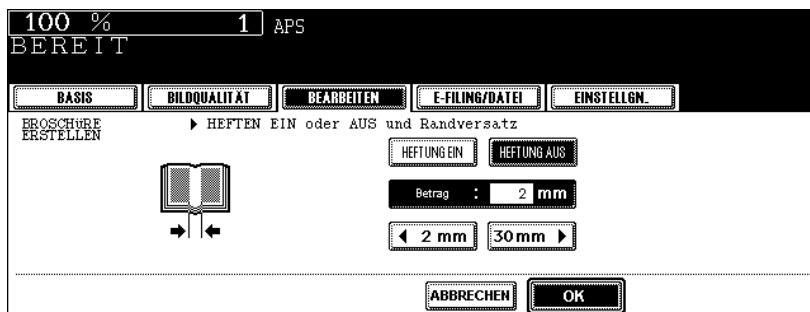 100 % 1 APS
BEREIT
BASIS BILDQUALITÄT BEARBEITEN E-FILING/DATEI EINSTELLGN.
BROSCHÜRE ERSTELLEN
▶ HEFTEN EIN oder AUS und Randversatz
HEFTUNG EIN HEFTUNG AUS
Betrag : 2 mm
◀ 2 mm 30mm ▶
ABBRECHEN OK